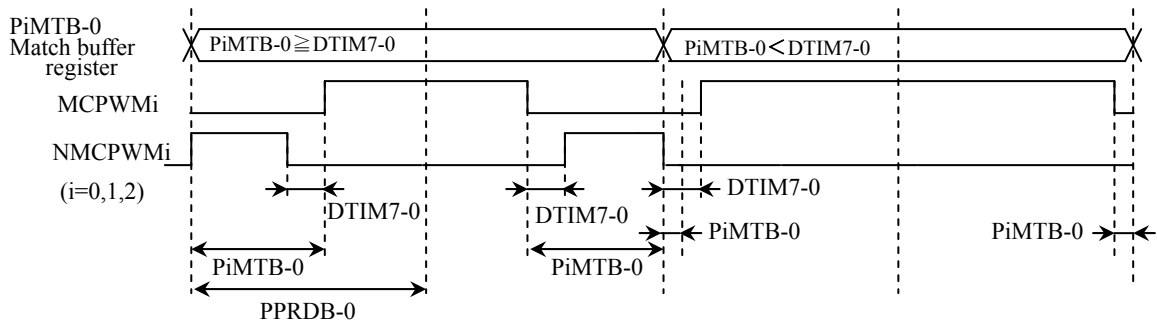 PiMTB-0
Match buffer
register
PiMTB-0≧DTIM7-0
PiMTB-0＜DTIM7-0
MCPWMi
NMCPWMi
(i=0,1,2)
DTIM7-0
DTIM7-0
DTIM7-0
PiMTB-0
PiMTB-0
PiMTB-0
PiMTB-0
PPRDB-0